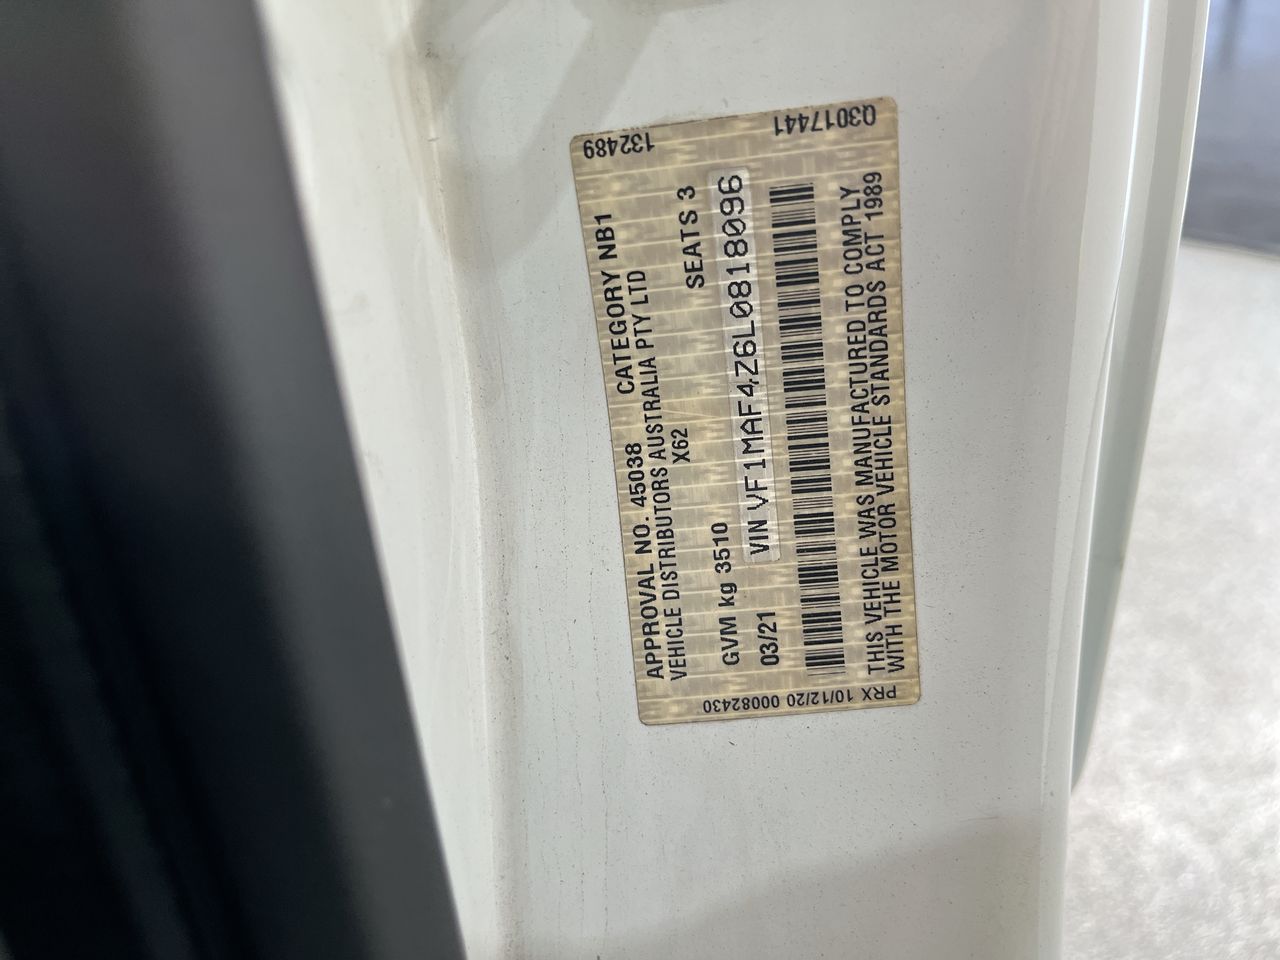 132489
Q3017441
APPROVAL NO. 45038 CATEGORY NB1
VEHICLE DISTRIBUTORS AUSTRALIA PTY LTD
X62
SEATS 3
GVM kg 3510
03/21 VIN VF1MAF4Z6L0818096
THIS VEHICLE WAS MANUFACTURED TO COMPLY
WITH THE MOTOR VEHICLE STANDARDS ACT 1989
PRX 10/12/20 00082430